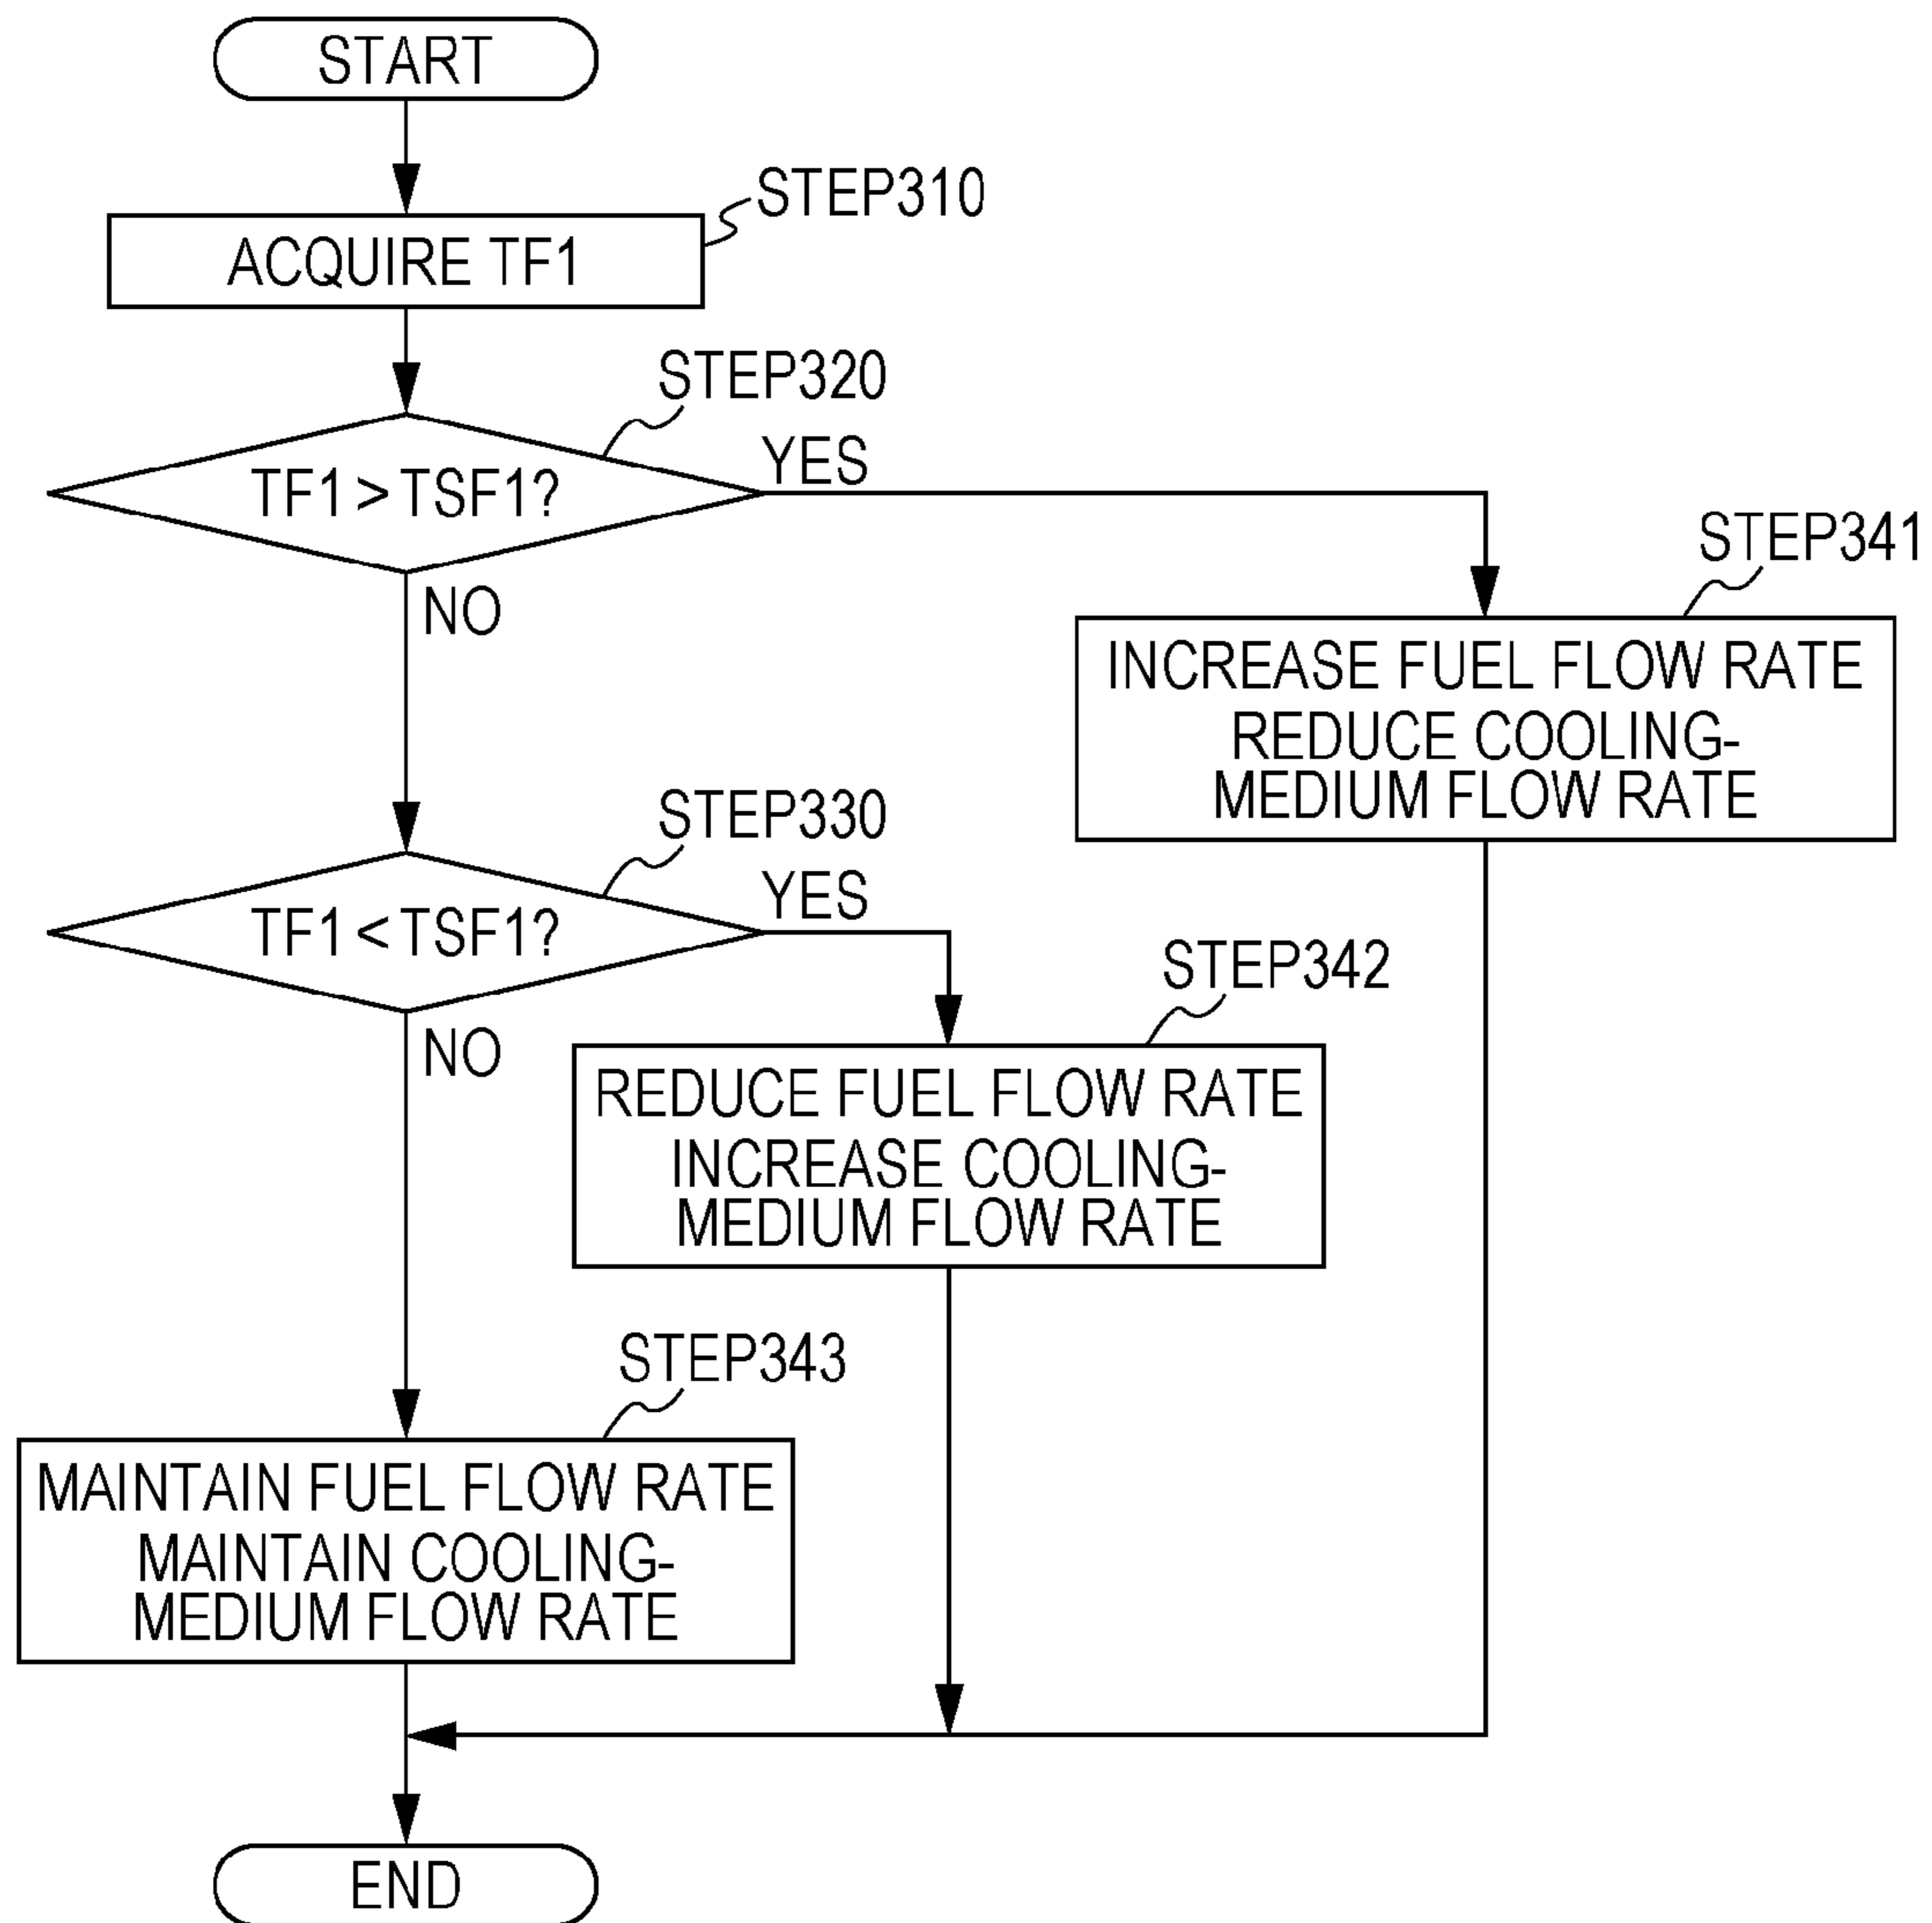 START
STEP310
ACQUIRE TF1
STEP320
TF1 > TSF1?
YES
NO
STEP341
INCREASE FUEL FLOW RATE
REDUCE COOLING-
MEDIUM FLOW RATE
STEP330
TF1 < TSF1?
YES
NO
STEP342
REDUCE FUEL FLOW RATE
INCREASE COOLING-
MEDIUM FLOW RATE
STEP343
MAINTAIN FUEL FLOW RATE
MAINTAIN COOLING-
MEDIUM FLOW RATE
END